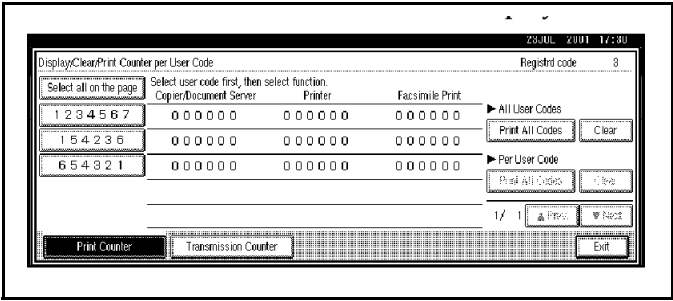 23JUL 2001 17:30
Display/Clear/Print Counter per User Code Registrd code 3
Select all on the page Select user code first, then select function.
Copier/Document Server Printer Facsimile Print
1234567 000000 000000 000000
154236 000000 000000 000000
654321 000000 000000 000000
▶ All User Codes
Print All Codes Clear
▶ Per User Code
Print All Codes Clear
1/ 1 ▲ Prev. ▼ Next
Print Counter Transmission Counter Exit